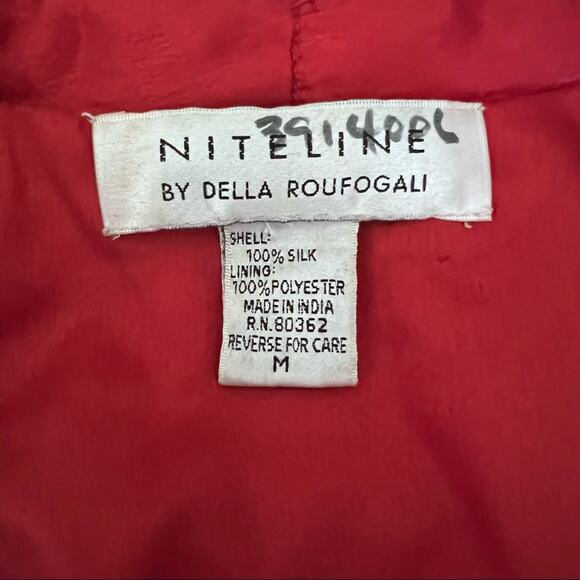 3914006
NITELINE
BY DELLA ROUFOGALI
SHELL:
100% SILK
LINING:
100% POLYESTER
MADE IN INDIA
R.N. 80362
REVERSE FOR CARE
M